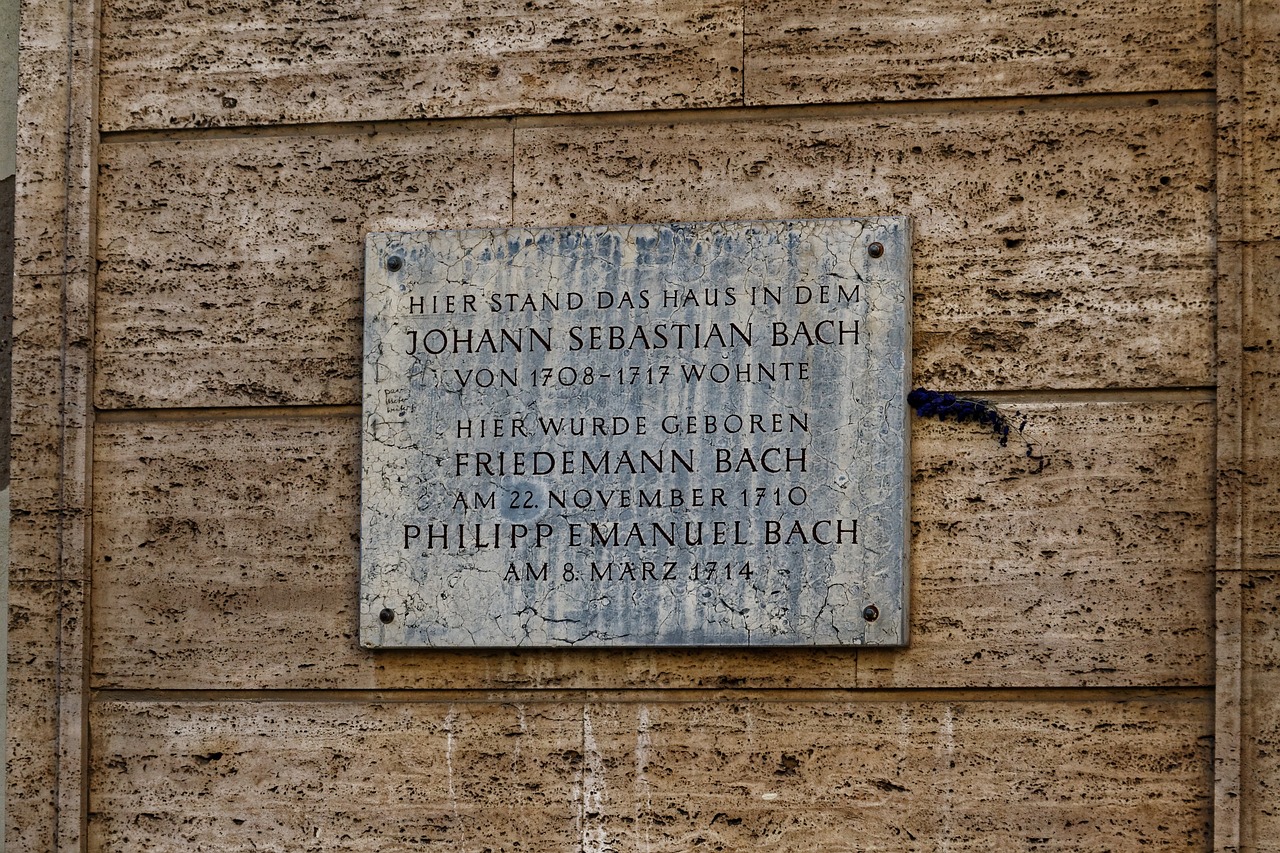 HIER STAND DAS HAUS IN DEM
JOHANN SEBASTIAN BACH
VON 1708-1717 WOHNTE
HIER WURDE GEBOREN
FRIEDEMANN BACH
AM 22. NOVEMBER 1710
PHILIPP EMANUEL BACH
AM 8. MÄRZ 1714